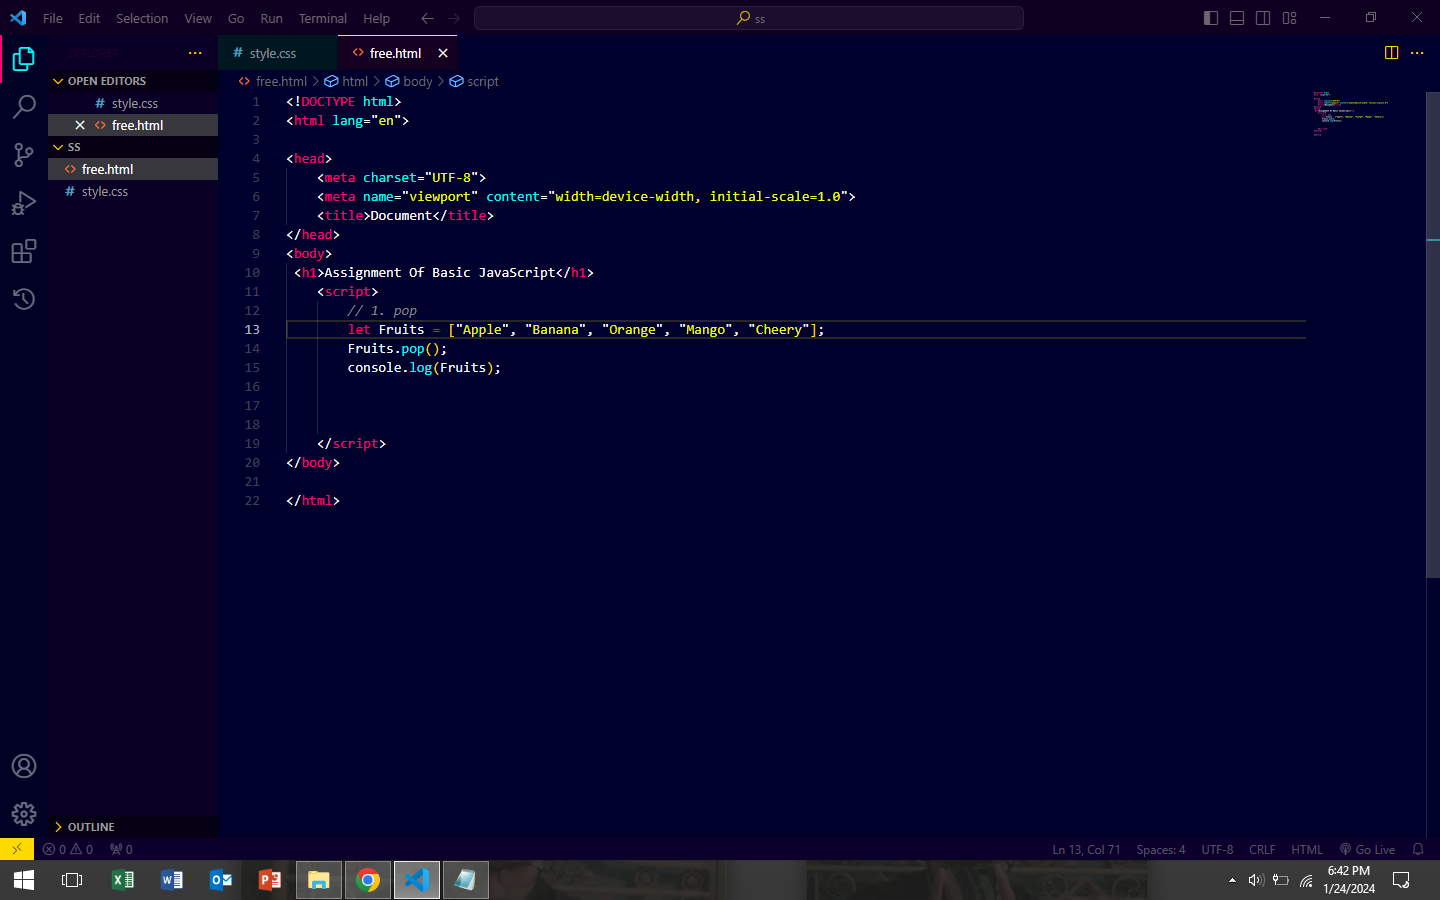 File Edit Selection View Go Run Terminal Help
ss
EXPLORER
# style.css
free.html
OPEN EDITORS
# style.css
free.html
SS
free.html
# style.css
OUTLINE
free.html > html > body > script
1 <!DOCTYPE html>
2 <html lang="en">
3
4 <head>
5 <meta charset="UTF-8">
6 <meta name="viewport" content="width=device-width, initial-scale=1.0">
7 <title>Document</title>
8 </head>
9 <body>
10 <h1>Assignment Of Basic JavaScript</h1>
11 <script>
12 // 1. pop
13 let Fruits = ["Apple", "Banana", "Orange", "Mango", "Cheery"];
14 Fruits.pop();
15 console.log(Fruits);
16
17
18
19 </script>
20 </body>
21
22 </html>
0 0 0
Ln 13, Col 71 Spaces: 4 UTF-8 CRLF HTML Go Live
6:42 PM
1/24/2024